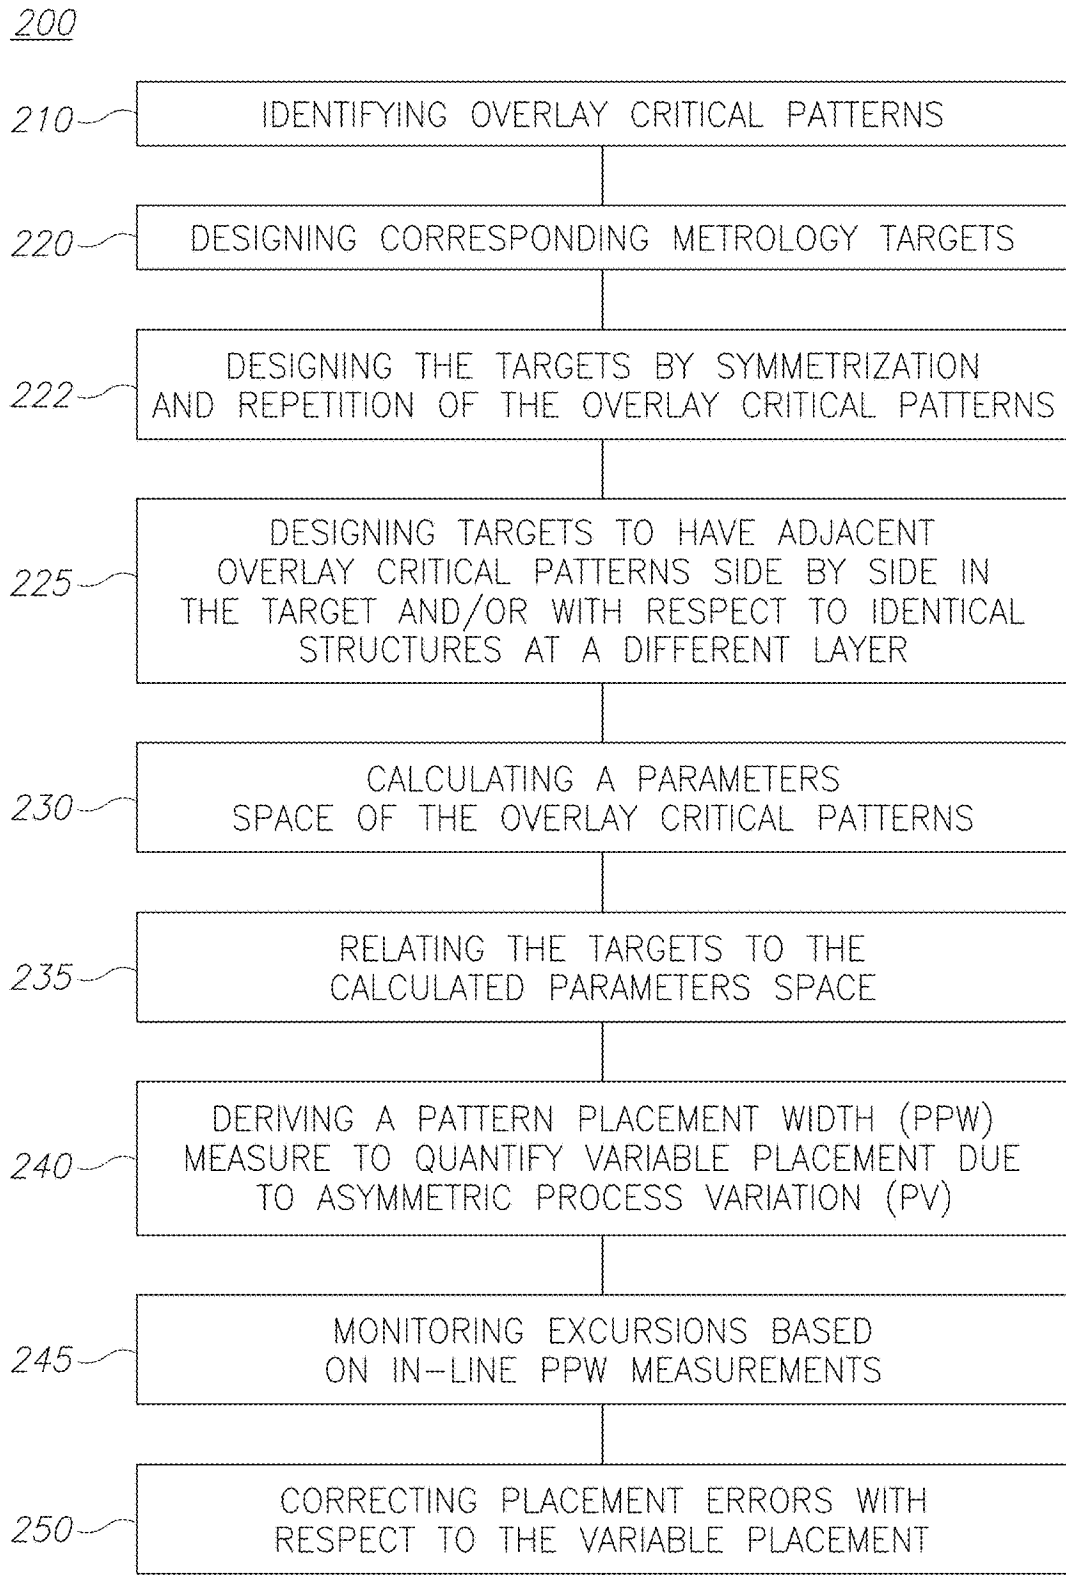 200
210
IDENTIFYING OVERLAY CRITICAL PATTERNS
220
DESIGNING CORRESPONDING METROLOGY TARGETS
222
DESIGNING THE TARGETS BY SYMMETRIZATION
AND REPETITION OF THE OVERLAY CRITICAL PATTERNS
225
DESIGNING TARGETS TO HAVE ADJACENT
OVERLAY CRITICAL PATTERNS SIDE BY SIDE IN
THE TARGET AND/OR WITH RESPECT TO IDENTICAL
STRUCTURES AT A DIFFERENT LAYER
230
CALCULATING A PARAMETERS
SPACE OF THE OVERLAY CRITICAL PATTERNS
235
RELATING THE TARGETS TO THE
CALCULATED PARAMETERS SPACE
240
DERIVING A PATTERN PLACEMENT WIDTH (PPW)
MEASURE TO QUANTIFY VARIABLE PLACEMENT DUE
TO ASYMMETRIC PROCESS VARIATION (PV)
245
MONITORING EXCURSIONS BASED
ON IN-LINE PPW MEASUREMENTS
250
CORRECTING PLACEMENT ERRORS WITH
RESPECT TO THE VARIABLE PLACEMENT